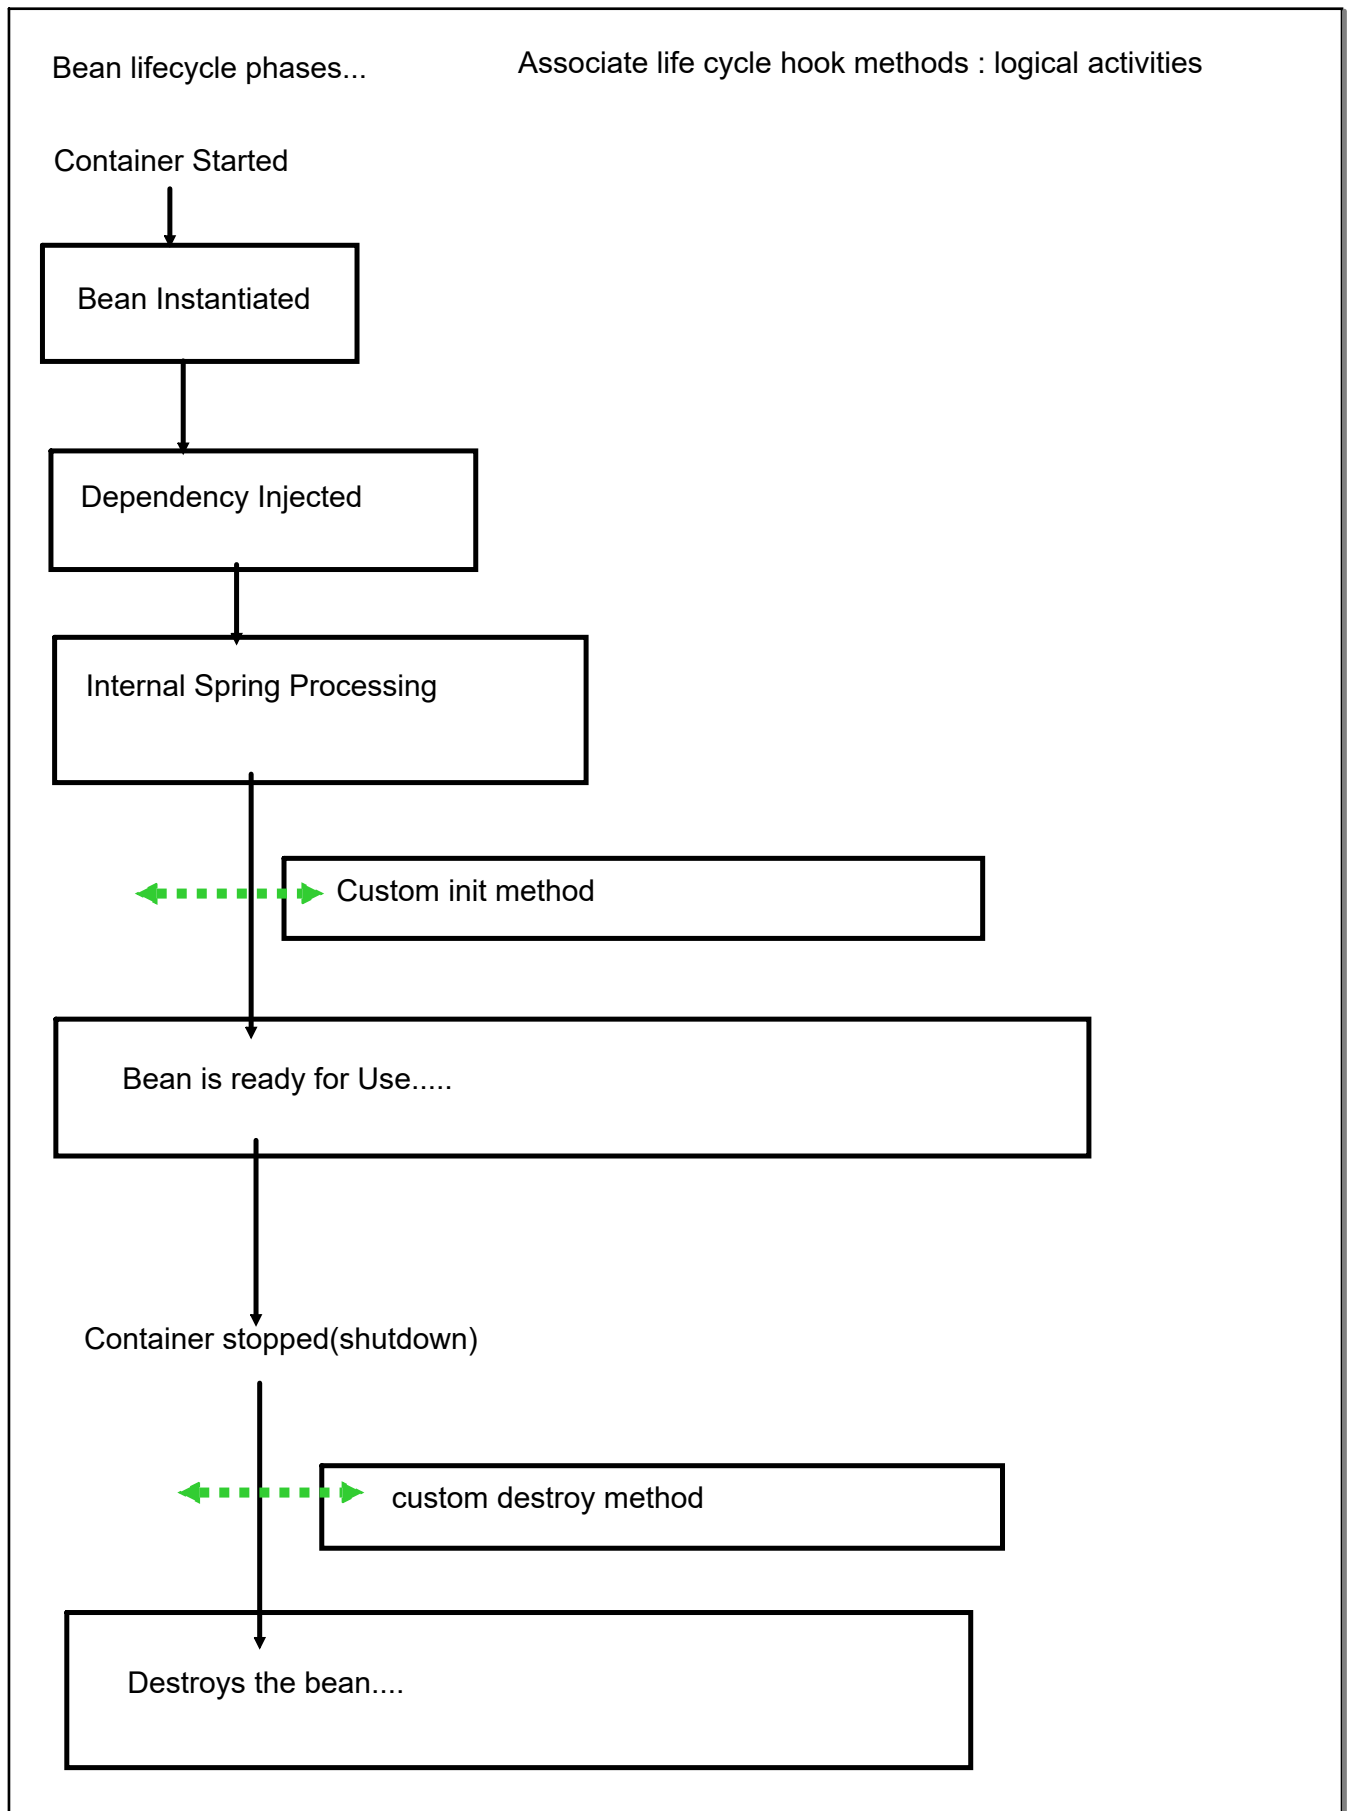 Bean lifecycle phases...
Associate life cycle hook methods : logical activities
Container Started
Bean Instantiated
Dependency Injected
Internal Spring Processing
Custom init method
Bean is ready for Use.....
Container stopped(shutdown)
custom destroy method
Destroys the bean....